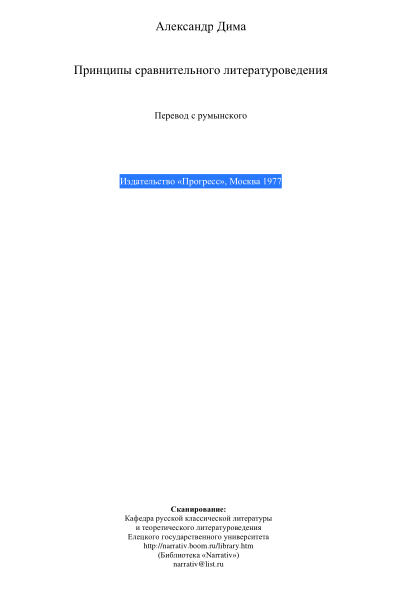 Александр Дима
Принципы сравнительного литературоведения
Перевод с румынского
Издательство «Прогресс», Москва 1977
Сканирование:
Кафедра русской классической литературы
и теоретического литературоведения
Елецкого государственного университета
http://narrativ.boom.ru/library.htm
(Библиотека «Narrativ»)
narrativ@list.ru